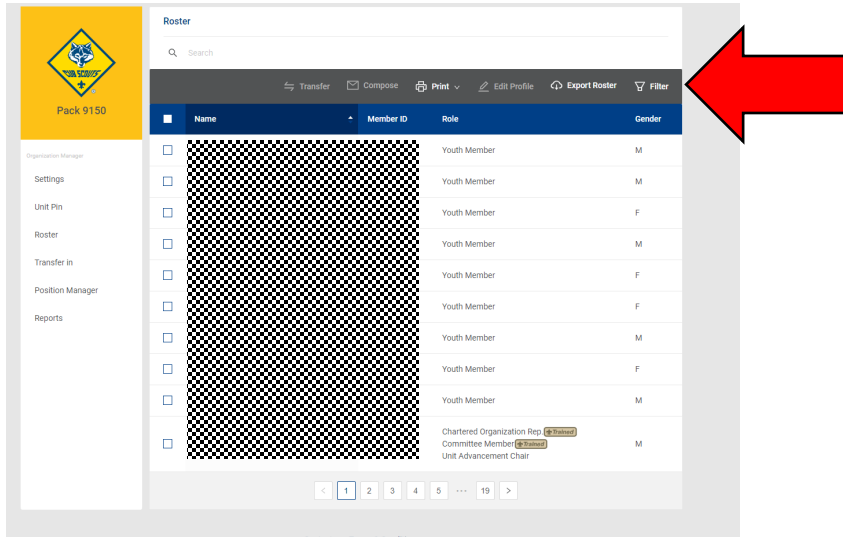 CUB SCOUTS
Pack 9150
Organization Manager
Settings
Unit Pin
Roster
Transfer in
Position Manager
Reports
Roster
Search
Transfer Compose Print Edit Profile Export Roster Filter
Name Member ID Role Gender
Youth Member M
Youth Member M
Youth Member F
Youth Member M
Youth Member F
Youth Member F
Youth Member M
Youth Member F
Youth Member M
Chartered Organization Rep. Trained
Committee Member Trained M
Unit Advancement Chair
< 1 2 3 4 5 ••• 19 >